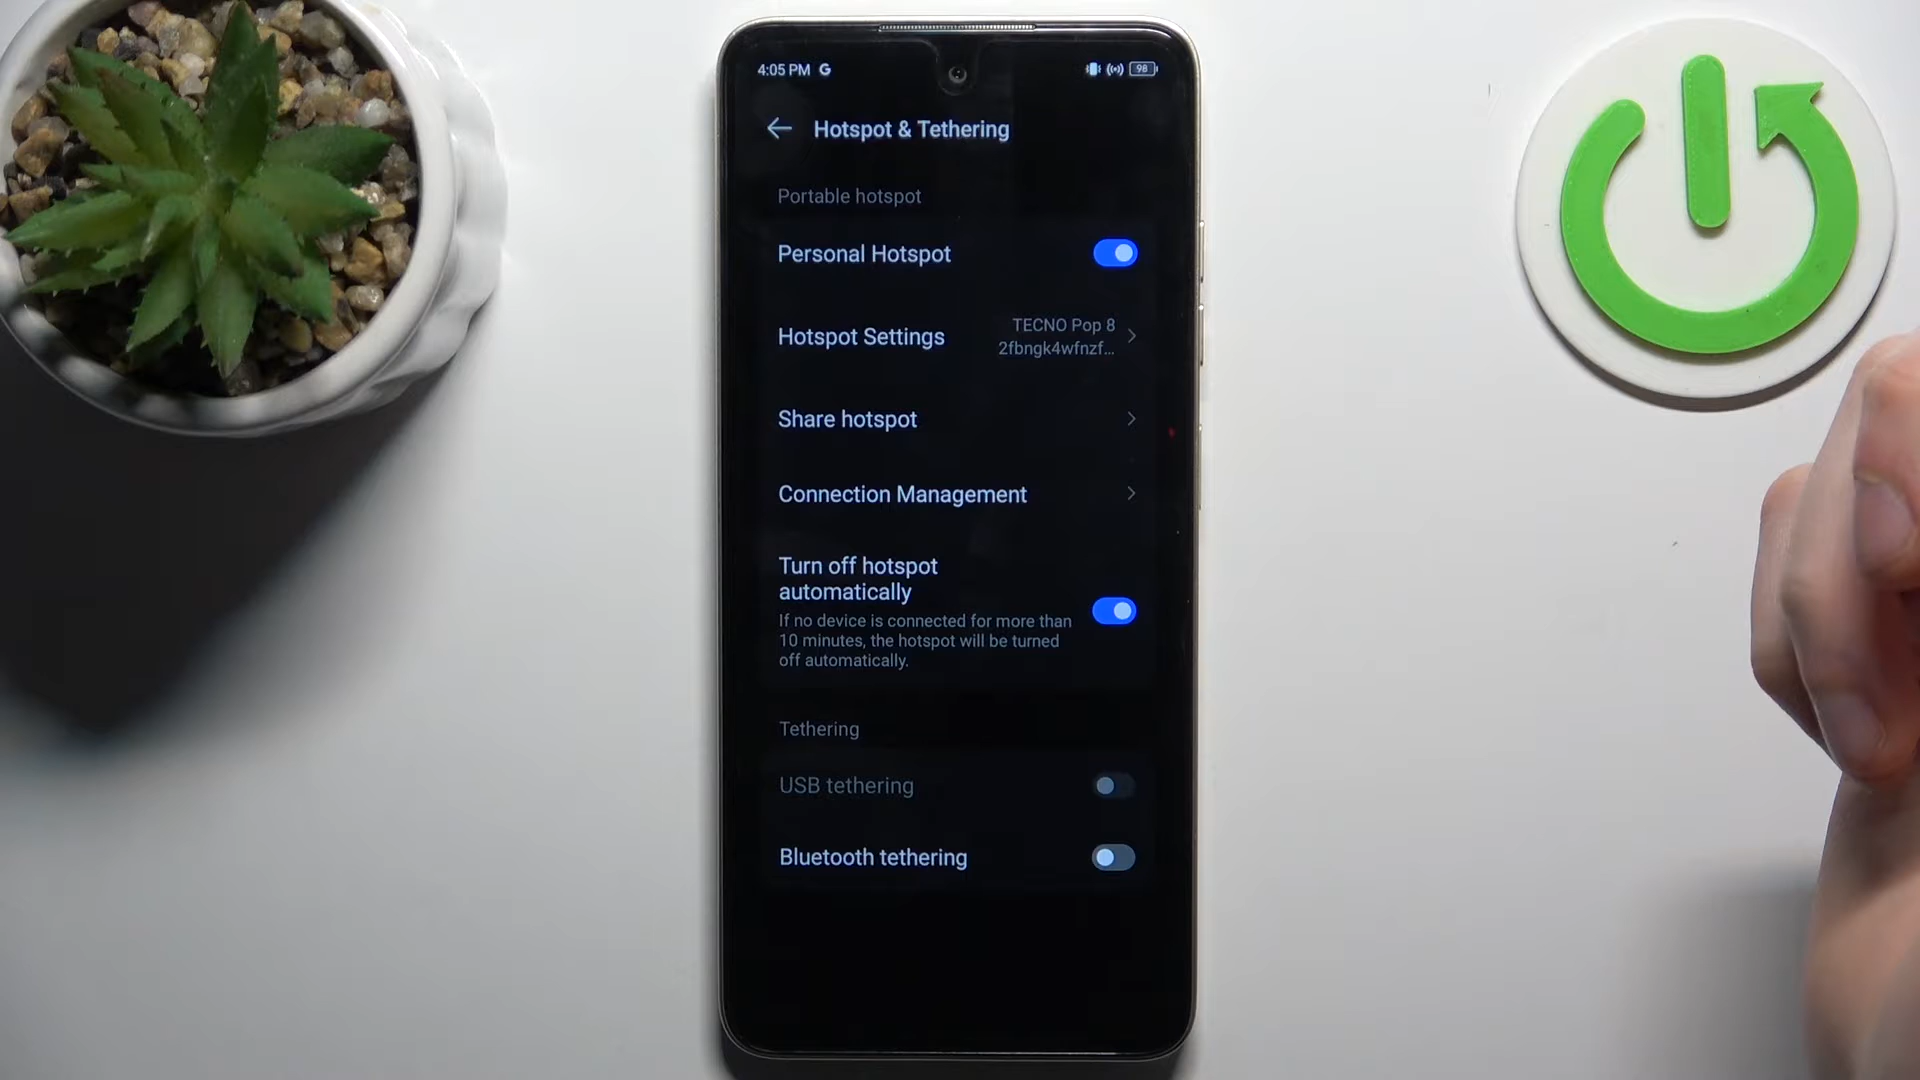 4:05 PM G
98
Hotspot & Tethering
Portable hotspot
Personal Hotspot
Hotspot Settings
TECNO Pop 8
2fbngk4wfnzf...
Share hotspot
Connection Management
Turn off hotspot
automatically
If no device is connected for more than
10 minutes, the hotspot will be turned
off automatically.
Tethering
USB tethering
Bluetooth tethering